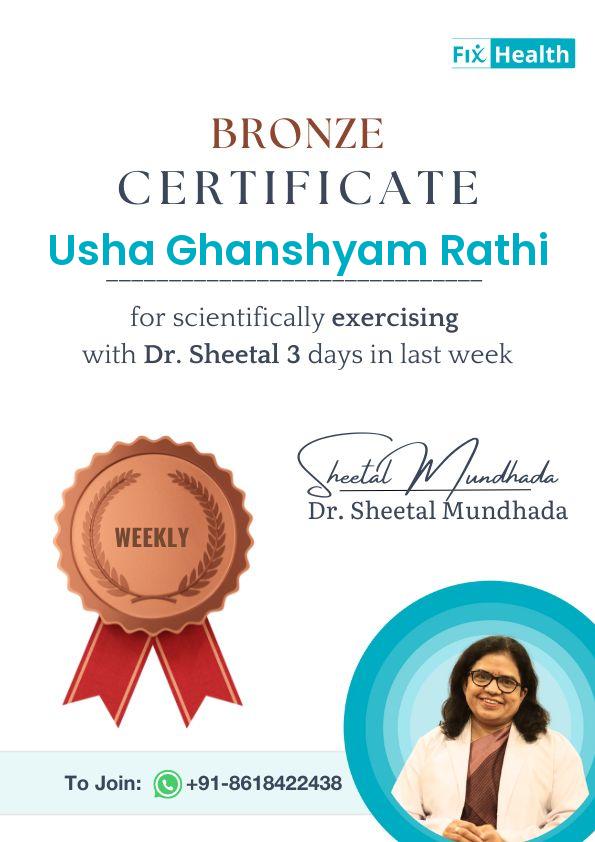 Fix Health
BRONZE
CERTIFICATE
Usha Ghanshyam Rathi
for scientifically exercising
with Dr. Sheetal 3 days in last week
Sheetal Mundhada
Dr. Sheetal Mundhada
WEEKLY
To Join: +91-8618422438